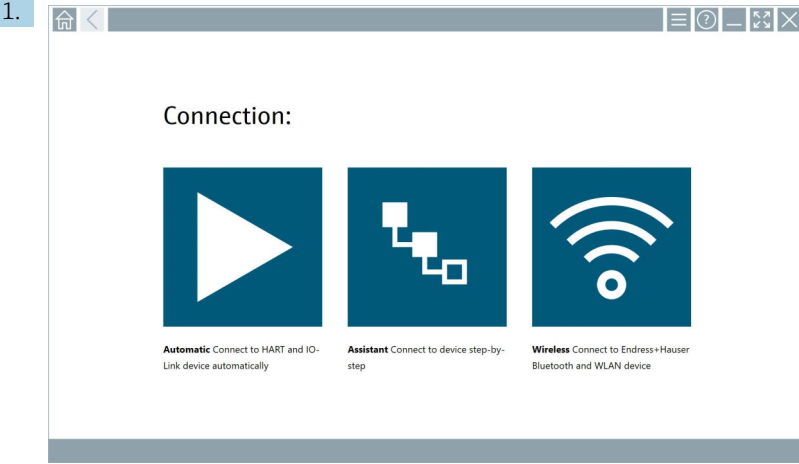 1.
Connection:
Automatic Connect to HART and IO-
Link device automatically
Assistant Connect to device step-by-
step
Wireless Connect to Endress+Hauser
Bluetooth and WLAN device